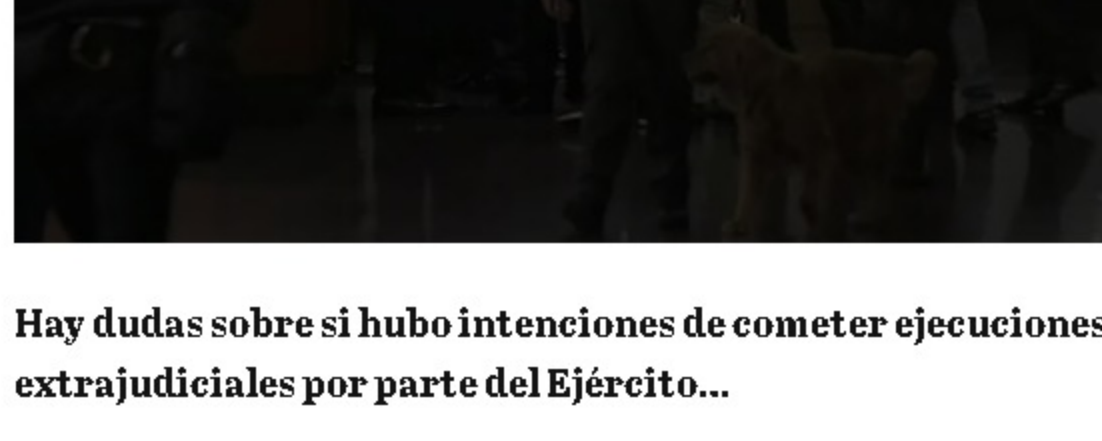 Hay dudas sobre si hubo intenciones de cometer ejecuciones
extrajudiciales por parte del Ejército...